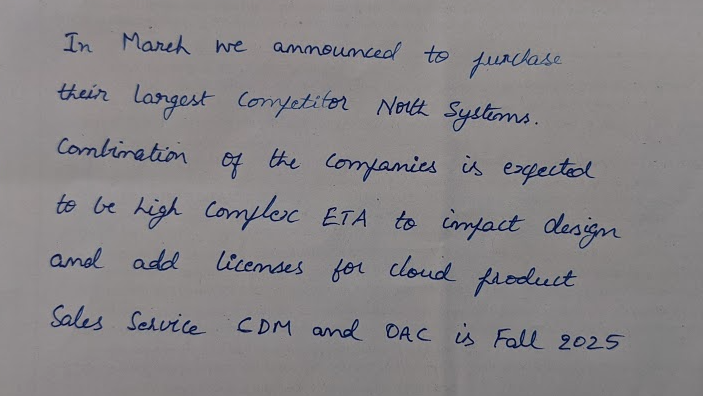 In March we announced to purchase
their largest Competitor North Systems.
Combination of the Companies is expected
to be high Complex ETA to impact design
and add licenses for cloud product
Sales Service CDM and OAC is Fall 2025